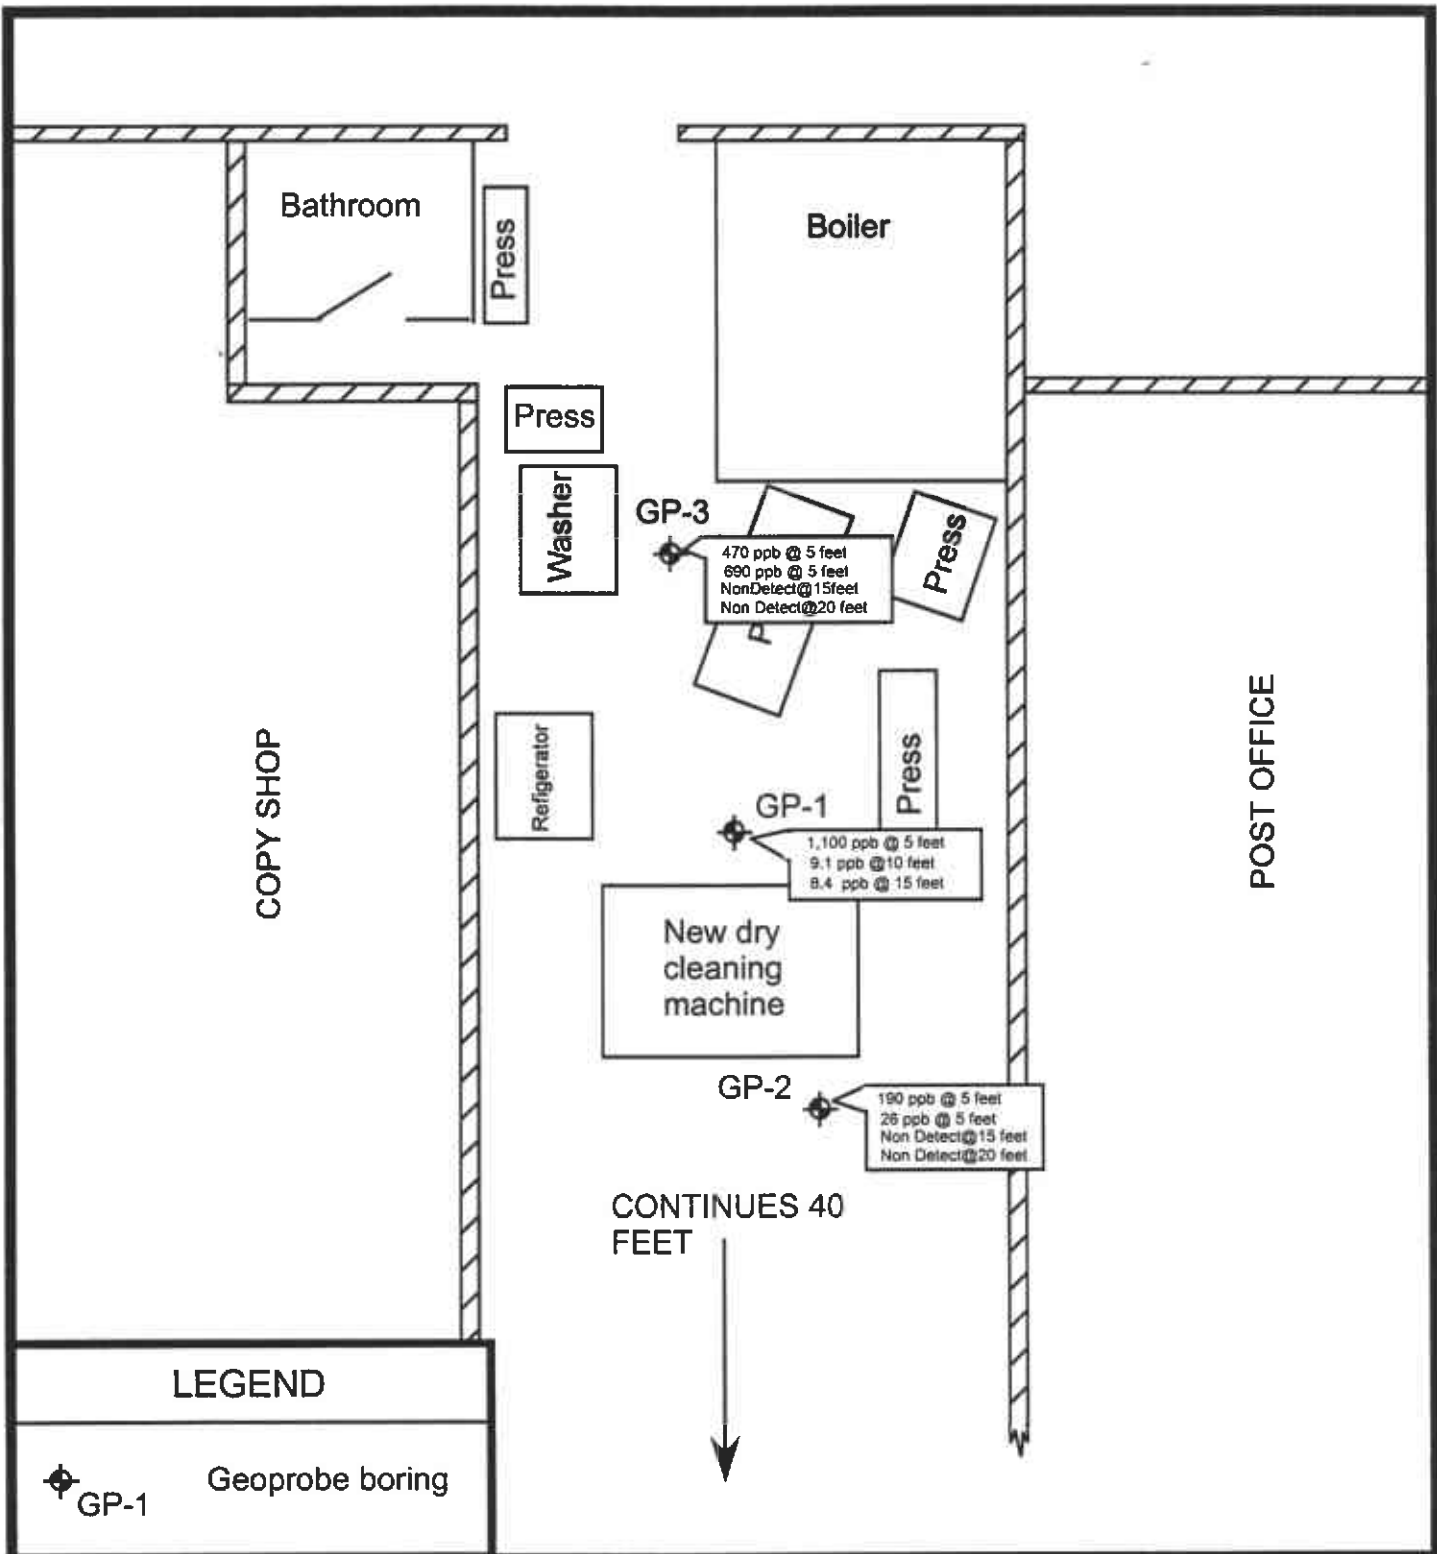 Bathroom
Press
Boiler
Press
Washer
GP-3
470 ppb @ 5 feet
690 ppb @ 5 feet
NonDetect@15feet
Non Detect@20 feet
Press
P
Refigerator
Press
GP-1
1,100 ppb @ 5 feet
9.1 ppb @10 feet
8.4 ppb @ 15 feet
COPY SHOP
POST OFFICE
New dry
cleaning
machine
GP-2
190 ppb @ 5 feet
26 ppb @ 5 feet
Non Detect@15 feet
Non Detect@20 feet
CONTINUES 40
FEET
LEGEND
GP-1
Geoprobe boring